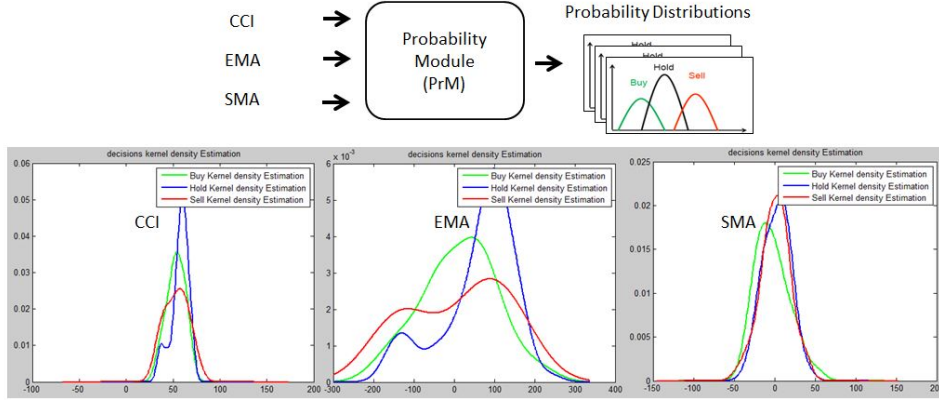 CCI
EMA
SMA
Probability
Module
(PrM)
Probability Distributions
Hold
Hold
Hold
Buy
Sell
decisions kernel density Estimation
Buy Kernel density Estimation
Hold Kernel density Estimation
Sell Kernel density Estimation
CCI
0.06
0.05
0.04
0.03
0.02
0.01
0
-50
0
50
100
150
200
decisions kernel density Estimation
x 10⁻³
Buy Kernel density Estimation
Hold Kernel density Estimation
Sell Kernel density Estimation
EMA
6
5
4
3
2
1
0
-300
-200
-100
0
100
200
300
400
decisions kernel density Estimation
Buy Kernel density Estimation
Hold Kernel density Estimation
Sell Kernel density Estimation
SMA
0.025
0.02
0.015
0.01
0.005
0
-150
-100
-50
0
50
100
150
200